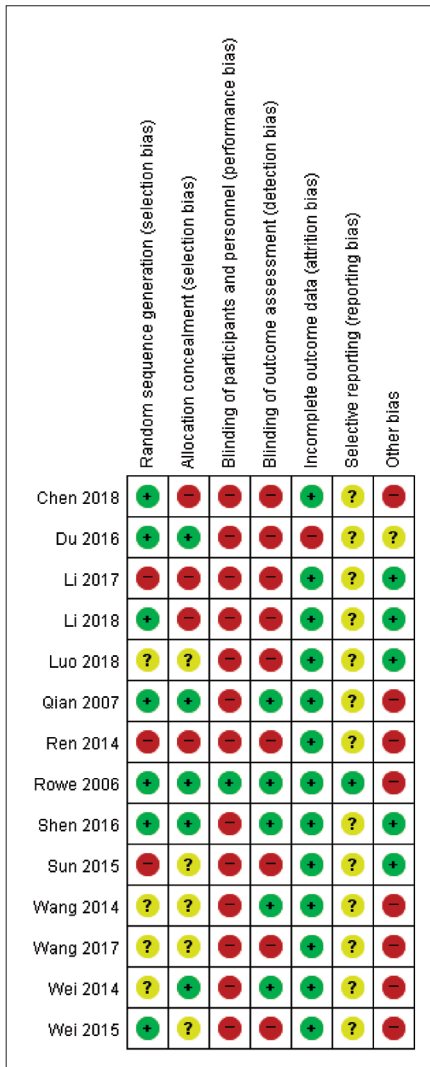 Random sequence generation (selection bias)
Allocation concealment (selection bias)
Blinding of participants and personnel (performance bias)
Blinding of outcome assessment (detection bias)
Incomplete outcome data (attrition bias)
Selective reporting (reporting bias)
Other bias
Chen 2018 + − − − + ? −
Du 2016 + + − − − ? ?
Li 2017 − − − − + ? +
Li 2018 + − − − + ? +
Luo 2018 ? ? − − + ? +
Qian 2007 + + − + + ? −
Ren 2014 − − − − + ? −
Rowe 2006 + + + + + + −
Shen 2016 + + − + + ? +
Sun 2015 − ? − − + ? +
Wang 2014 ? ? − + + ? −
Wang 2017 ? ? − − + ? −
Wei 2014 ? + − + + ? −
Wei 2015 + ? − − + ? −